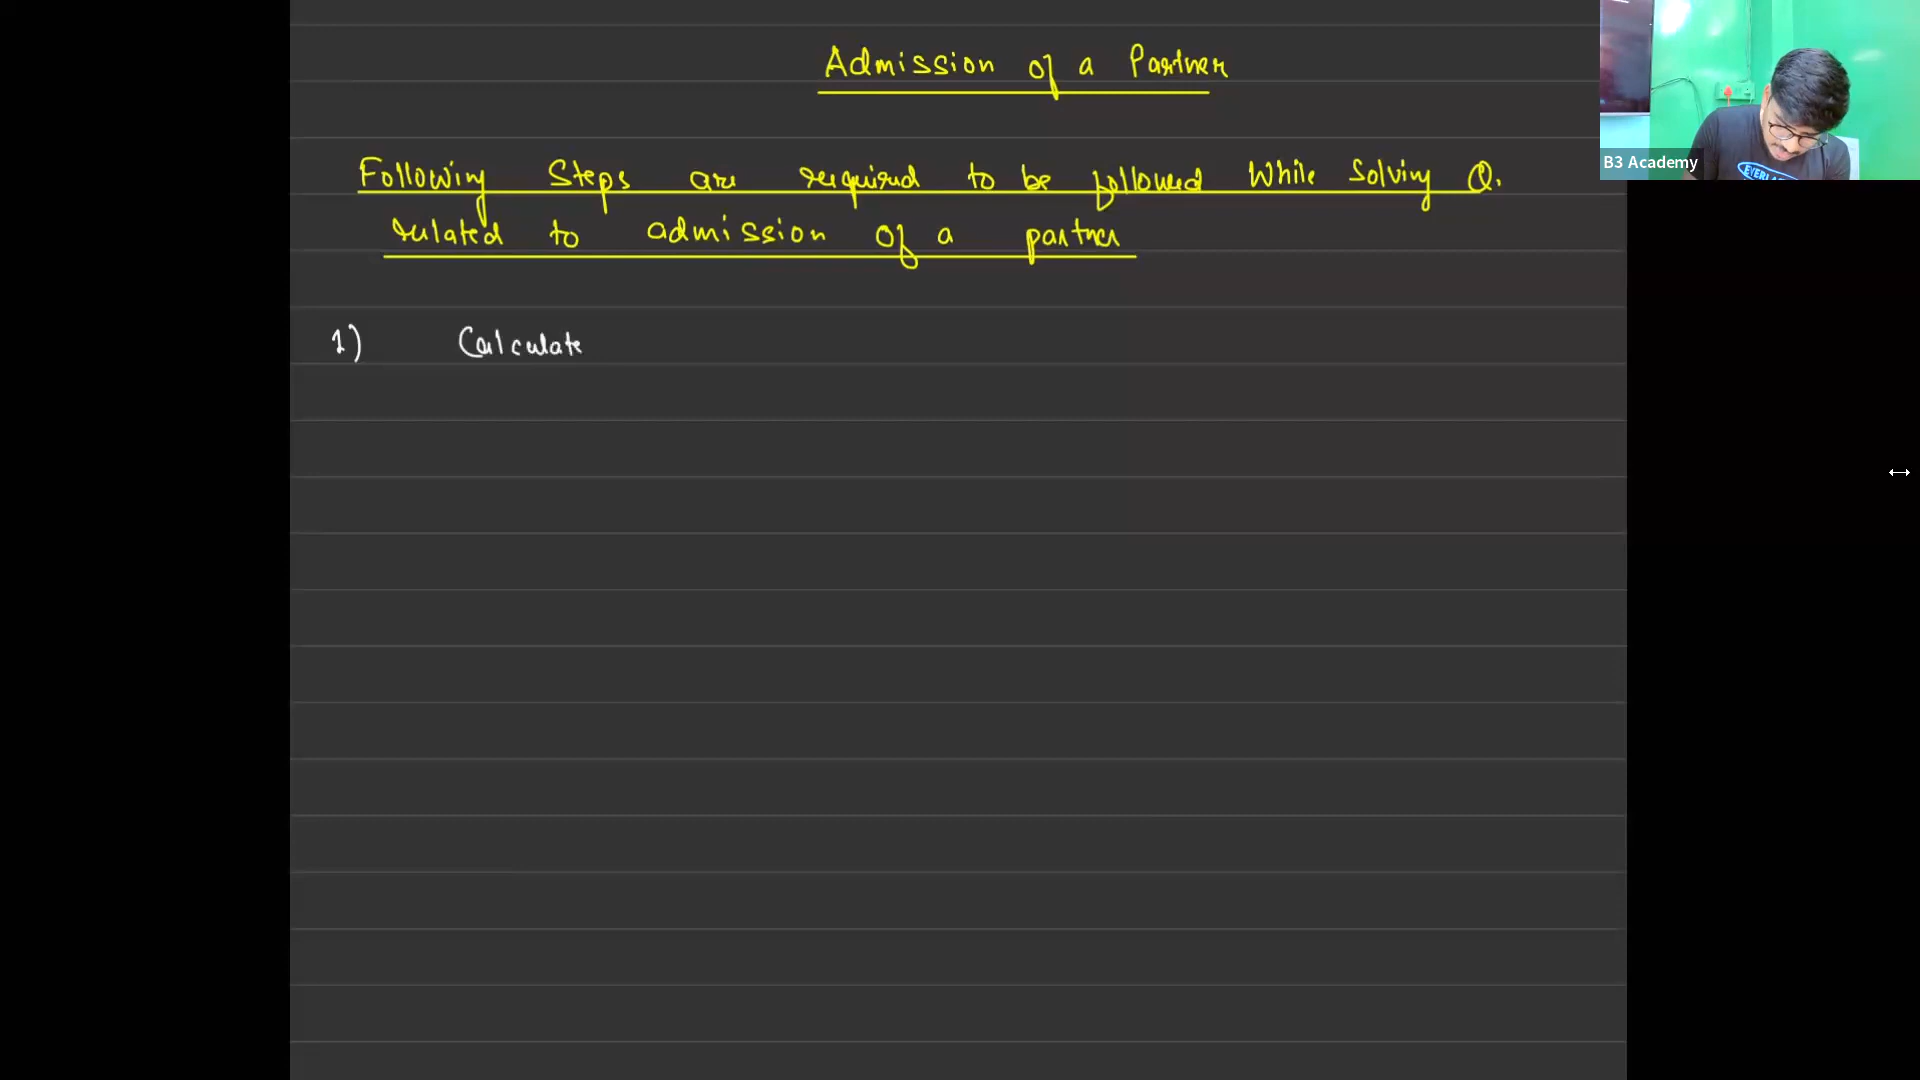 Admission of a Partner
Following Steps are required to be followed While Solving Q.
related to admission of a partner
1) Calculate
B3 Academy